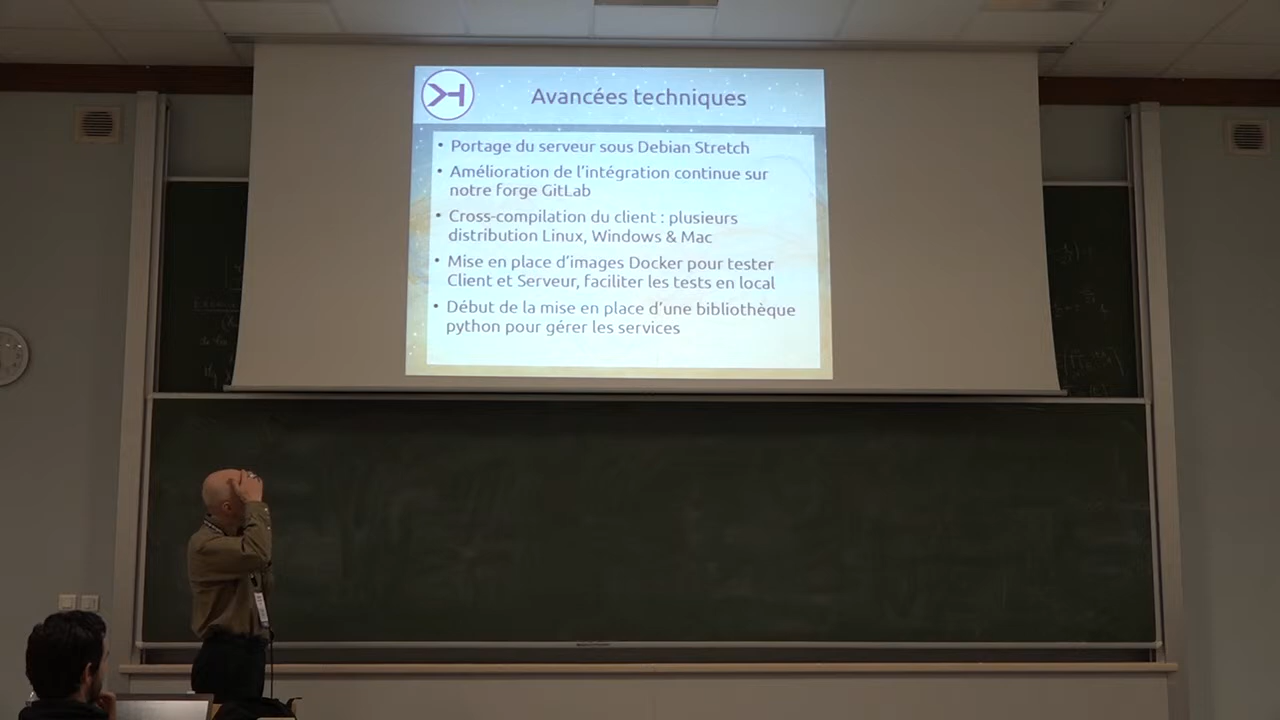 Avancées techniques
• Portage du serveur sous Debian Stretch
• Amélioration de l'intégration continue sur
notre forge GitLab
• Cross-compilation du client : plusieurs
distribution Linux, Windows & Mac
• Mise en place d'images Docker pour tester
Client et Serveur, faciliter les tests en local
• Début de la mise en place d'une bibliothèque
python pour gérer les services